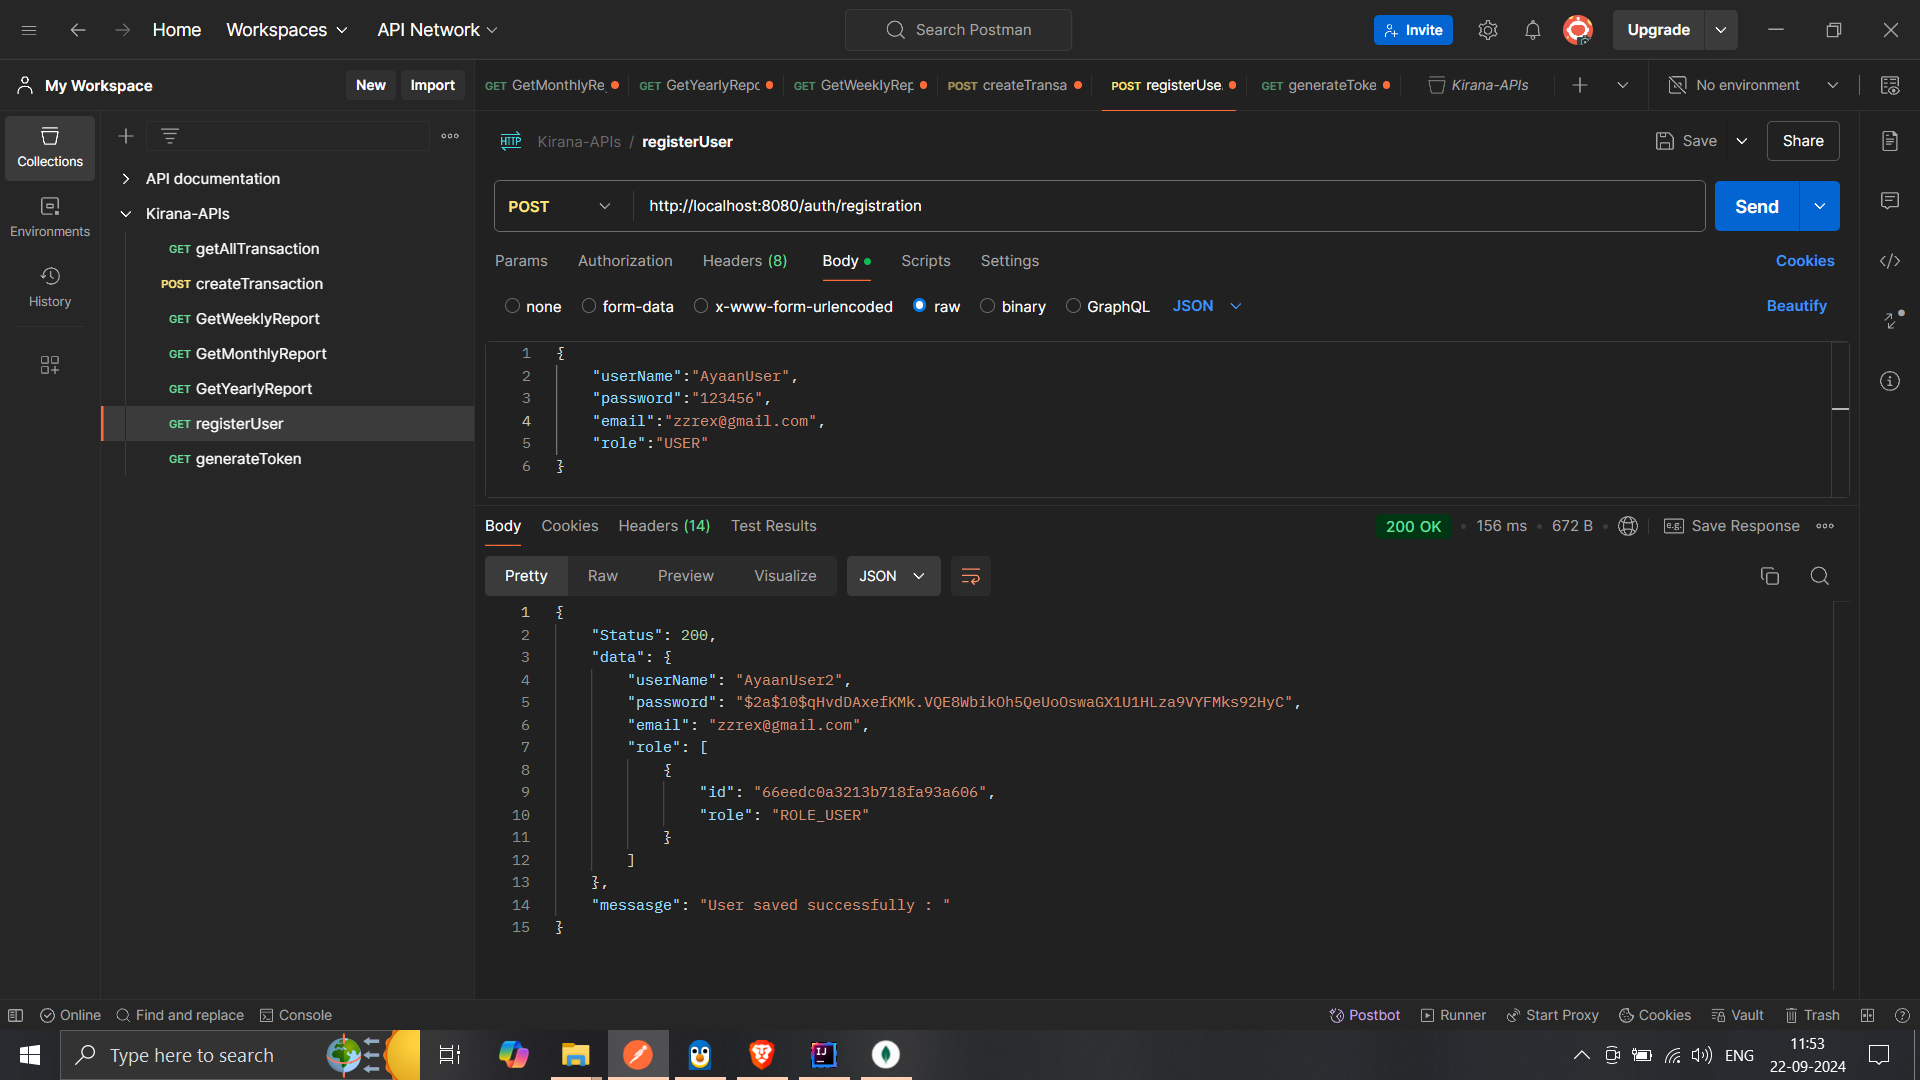 Home
Workspaces
API Network
Search Postman
Invite
Upgrade
My Workspace
New
Import
GET GetMonthlyRe
GET GetYearlyRepo
GET GetWeeklyRep
POST createTransa
POST registerUse
GET generateToke
Kirana-APIs
No environment
Collections
Environments
History
API documentation
Kirana-APIs
GET getAllTransaction
POST createTransaction
GET GetWeeklyReport
GET GetMonthlyReport
GET GetYearlyReport
GET registerUser
GET generateToken
HTTP Kirana-APIs / registerUser
Save
Share
POST
http://localhost:8080/auth/registration
Send
Params Authorization Headers (8) Body Scripts Settings
Cookies
none form-data x-www-form-urlencoded raw binary GraphQL JSON
Beautify
1 {
2 "userName":"AyaanUser",
3 "password":"123456",
4 "email":"zzrex@gmail.com",
5 "role":"USER"
6 }
Body Cookies Headers (14) Test Results
200 OK • 156 ms • 672 B •
e.g. Save Response
Pretty Raw Preview Visualize JSON
1 {
2 "Status": 200,
3 "data": {
4 "userName": "AyaanUser2",
5 "password": "$2a$10$qHvdDAxefKMk.VQE8WbikOh5QeUoOswaGX1U1HLza9VYFMks92HyC",
6 "email": "zzrex@gmail.com",
7 "role": [
8 {
9 "id": "66eedc0a3213b718fa93a606",
10 "role": "ROLE_USER"
11 }
12 ]
13 },
14 "messasge": "User saved successfully : "
15 }
Online
Find and replace
Console
Postbot
Runner
Start Proxy
Cookies
Vault
Trash
Type here to search
IJ
ENG
11:53
22-09-2024